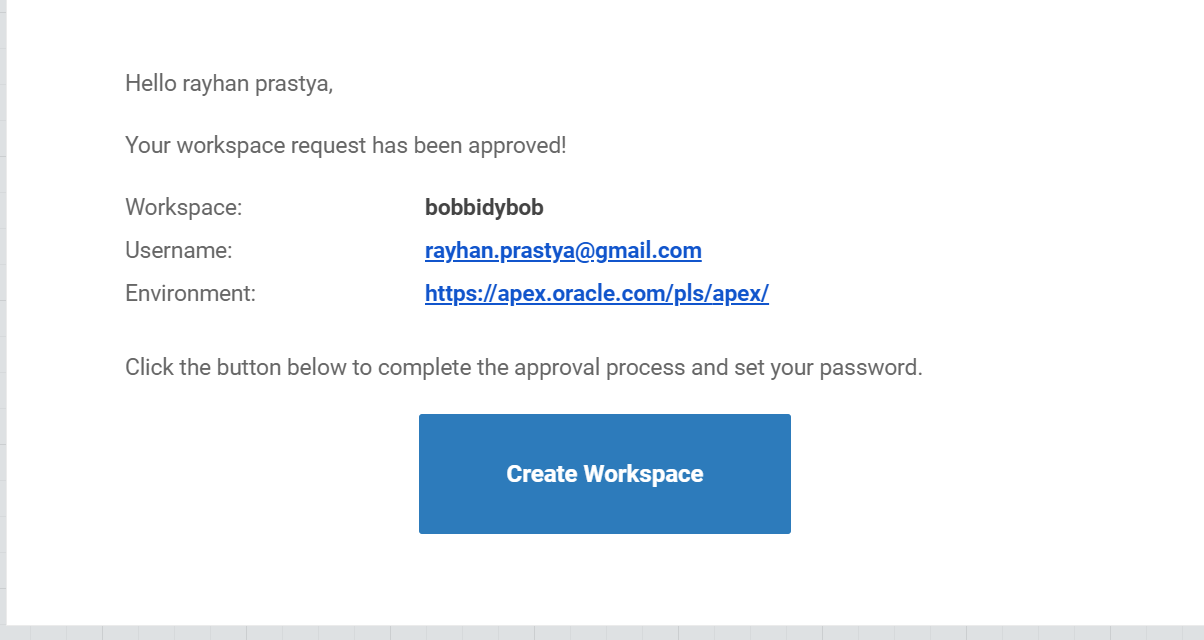 Hello rayhan prastya,
Your workspace request has been approved!
Workspace: bobbidybob
Username: rayhan.prastya@gmail.com
Environment: https://apex.oracle.com/pls/apex/
Click the button below to complete the approval process and set your password.
Create Workspace